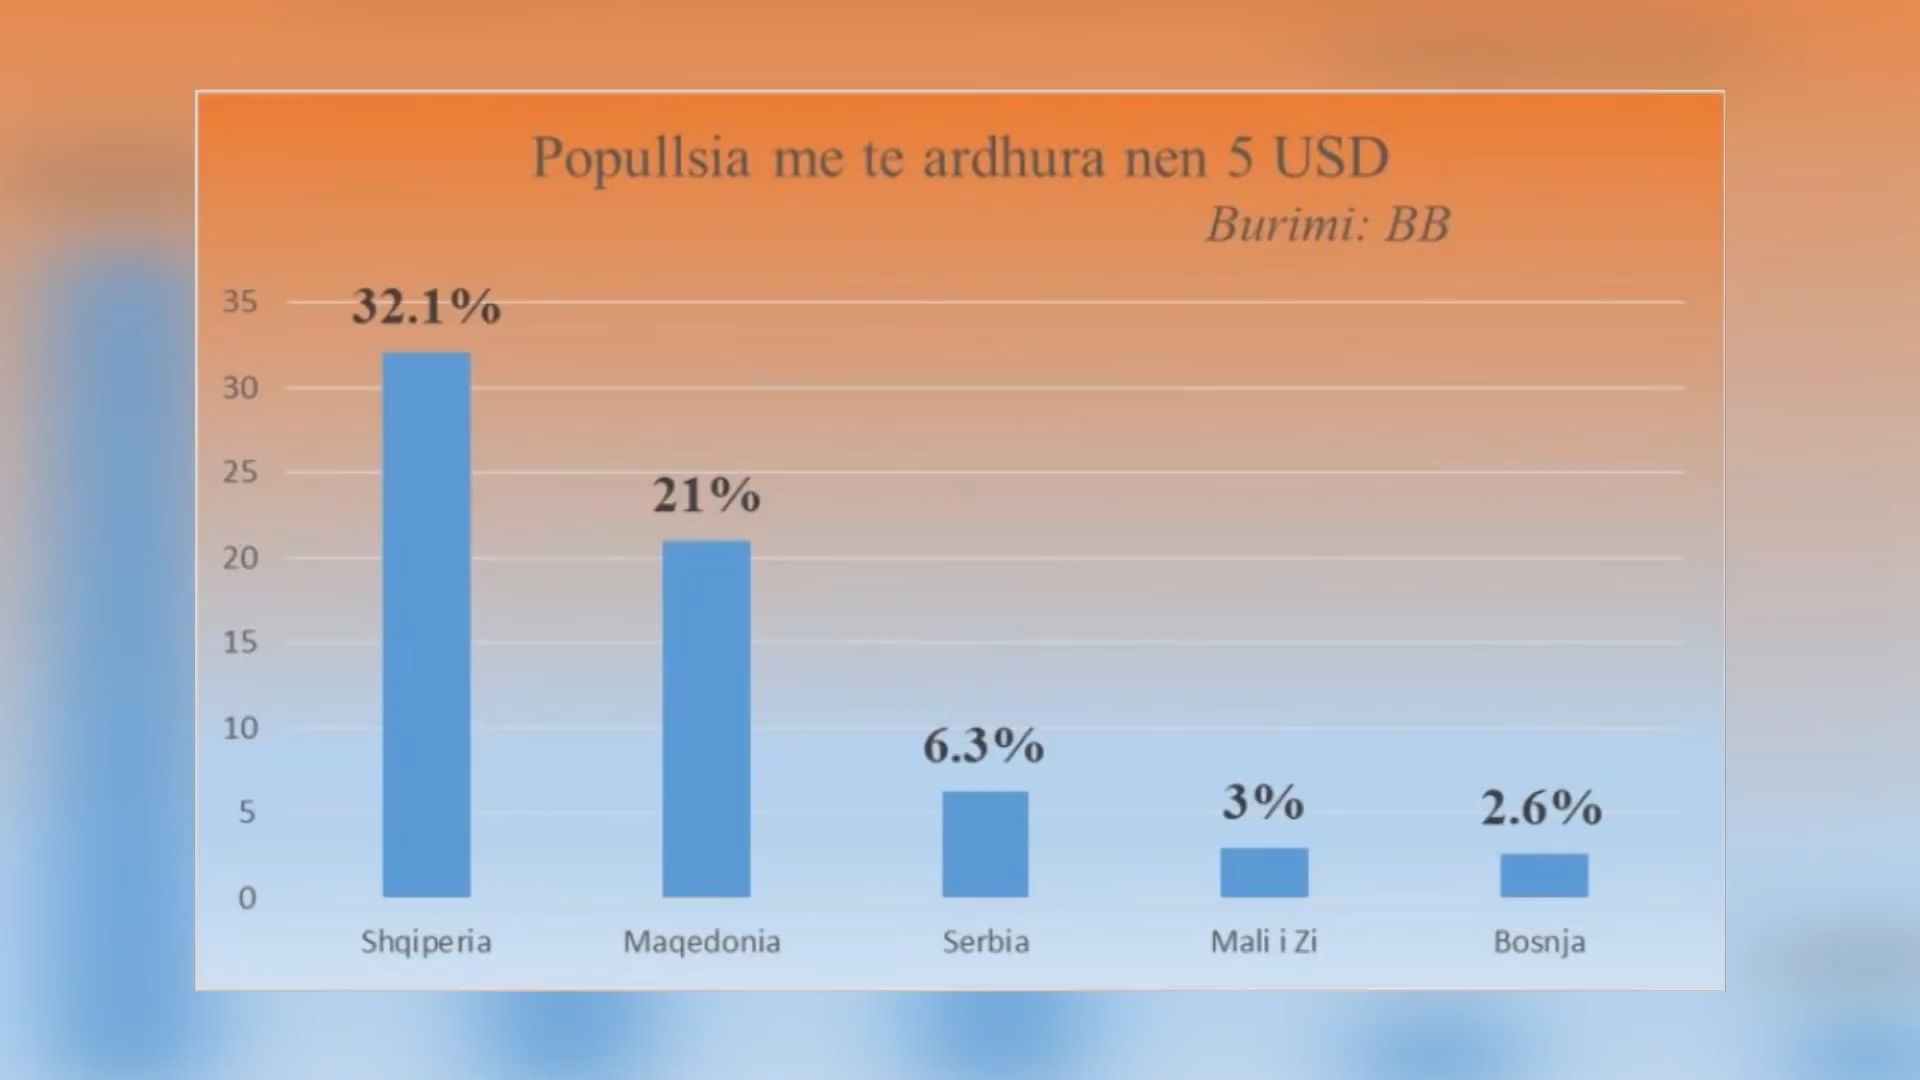 Popullsia me te ardhura nen 5 USD
Burimi: BB
35
30
25
20
15
10
5
0
32.1%
21%
6.3%
3%
2.6%
Shqiperia
Maqedonia
Serbia
Mali i Zi
Bosnja